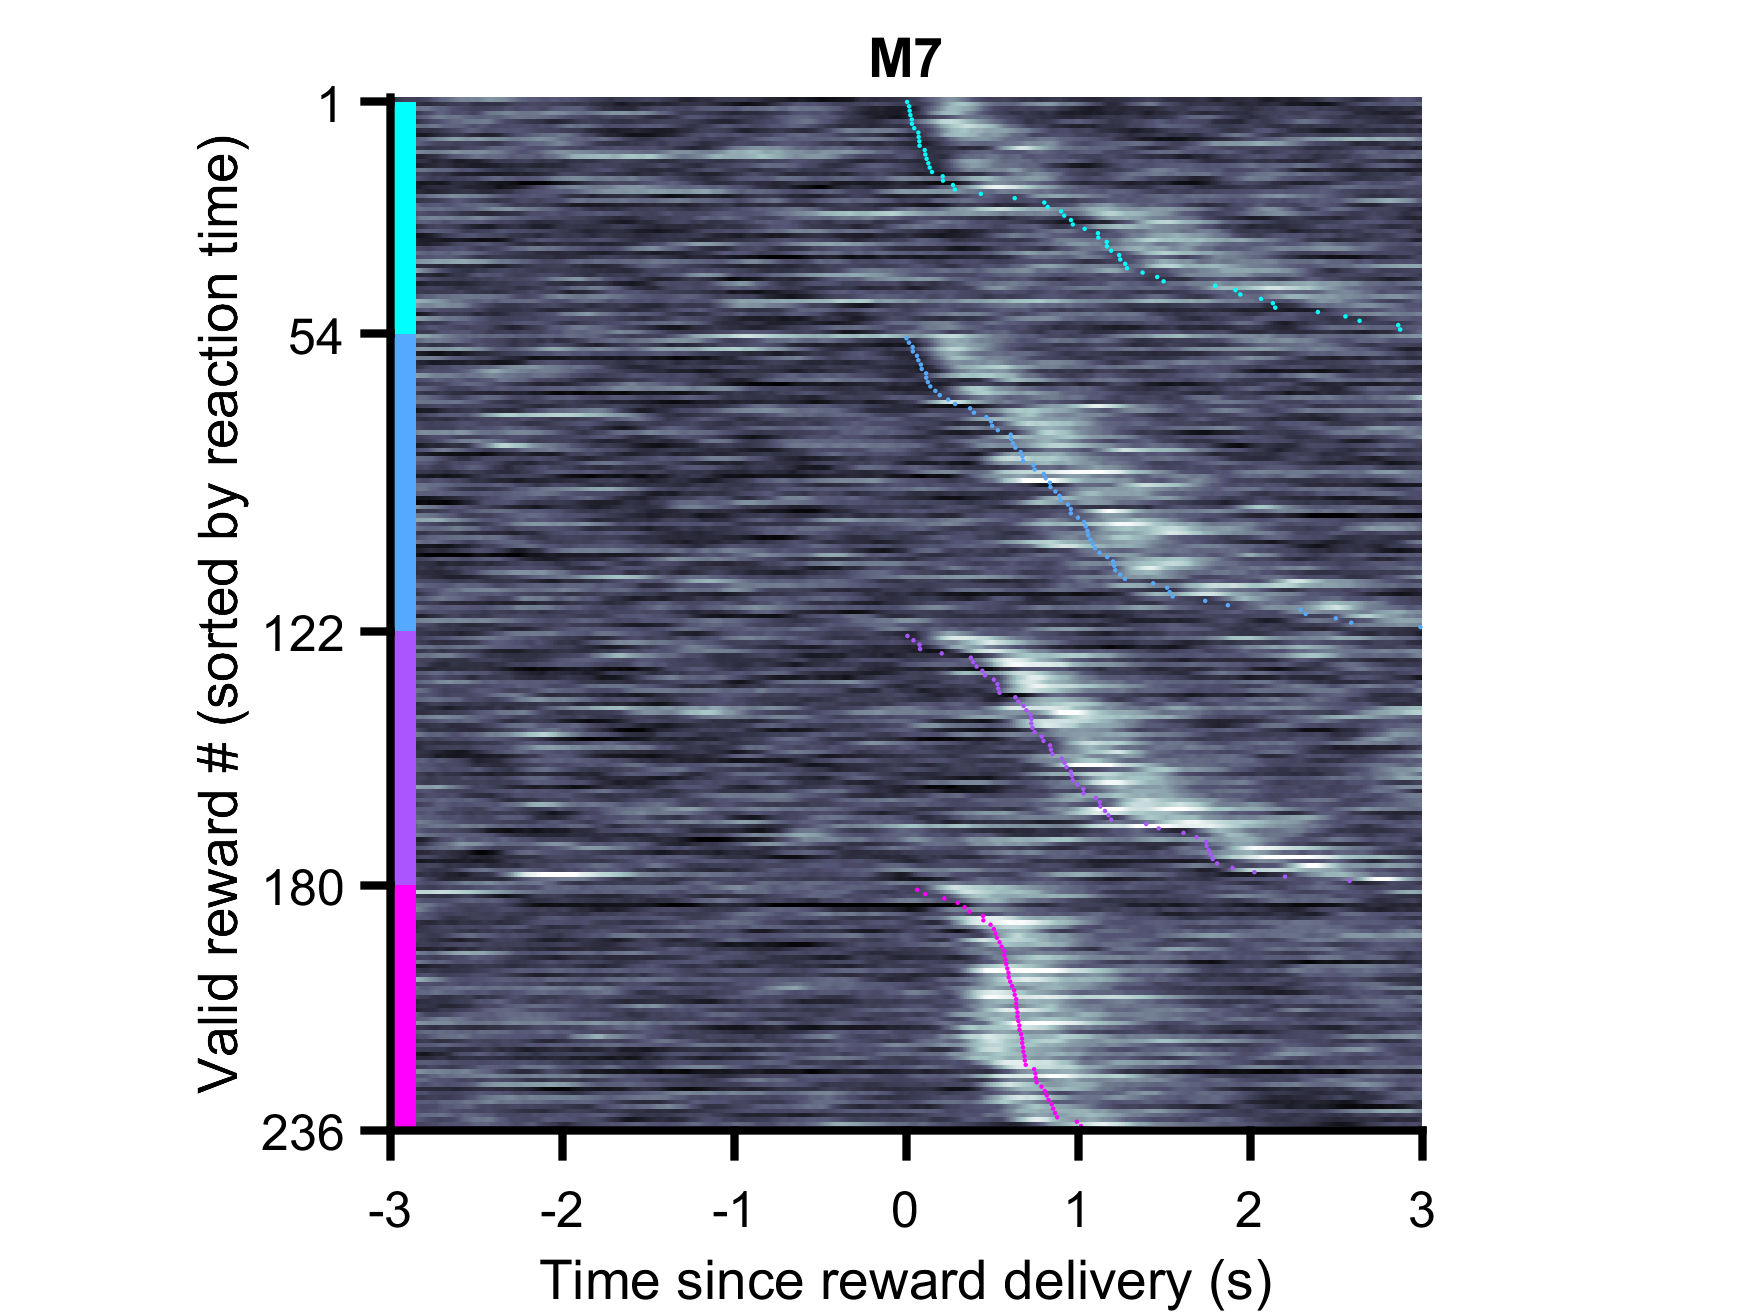 M7
Valid reward # (sorted by reaction time)
1
54
122
180
236
-3 -2 -1 0 1 2 3
Time since reward delivery (s)